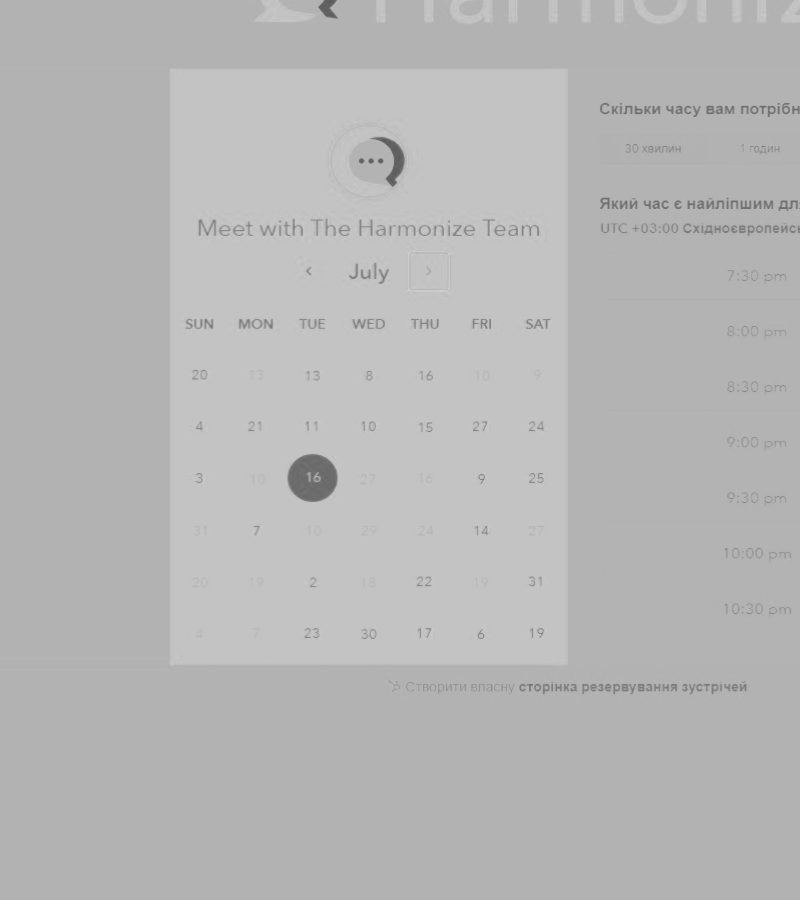 Harmoniz
Meet with The Harmonize Team
July
SUN MON TUE WED THU FRI SAT
20 13 13 8 16 10 9
4 21 11 10 15 27 24
3 10 16 27 16 9 25
31 7 10 29 24 14 27
20 19 2 18 22 19 31
4 7 23 30 17 6 19
Скільки часу вам потрібн
30 хвилин 1 годин
Який час є найліпшим дл
UTC +03:00 Східноєвропейс
7:30 pm
8:00 pm
8:30 pm
9:00 pm
9:30 pm
10:00 pm
10:30 pm
Створити власну сторінка резервування зустрічей